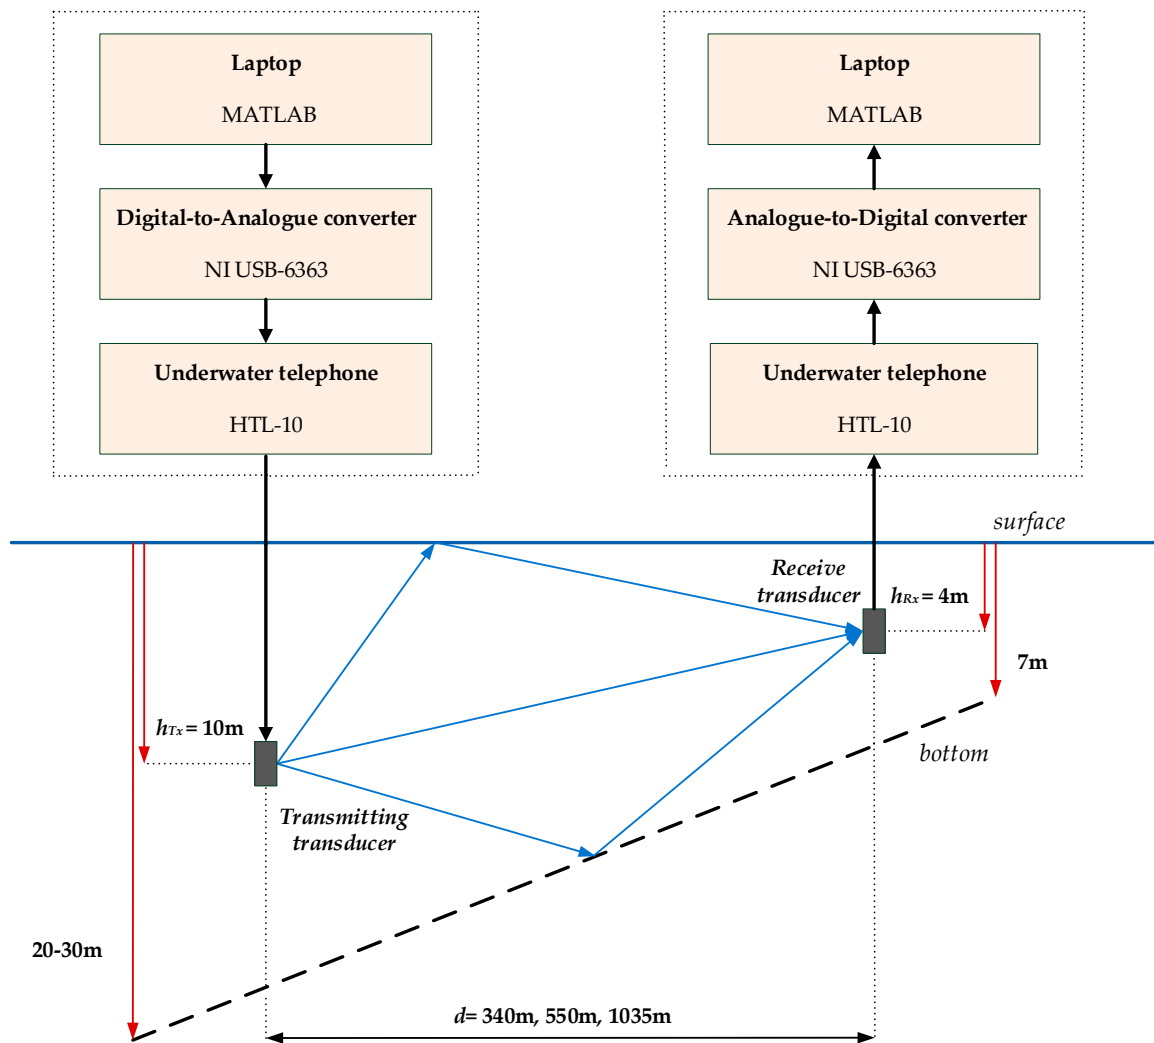 Laptop
MATLAB
Digital-to-Analogue converter
NI USB-6363
Underwater telephone
HTL-10
Laptop
MATLAB
Analogue-to-Digital converter
NI USB-6363
Underwater telephone
HTL-10
surface
Receive
transducer
hRx = 4m
7m
hTx = 10m
bottom
Transmitting
transducer
20-30m
d= 340m, 550m, 1035m